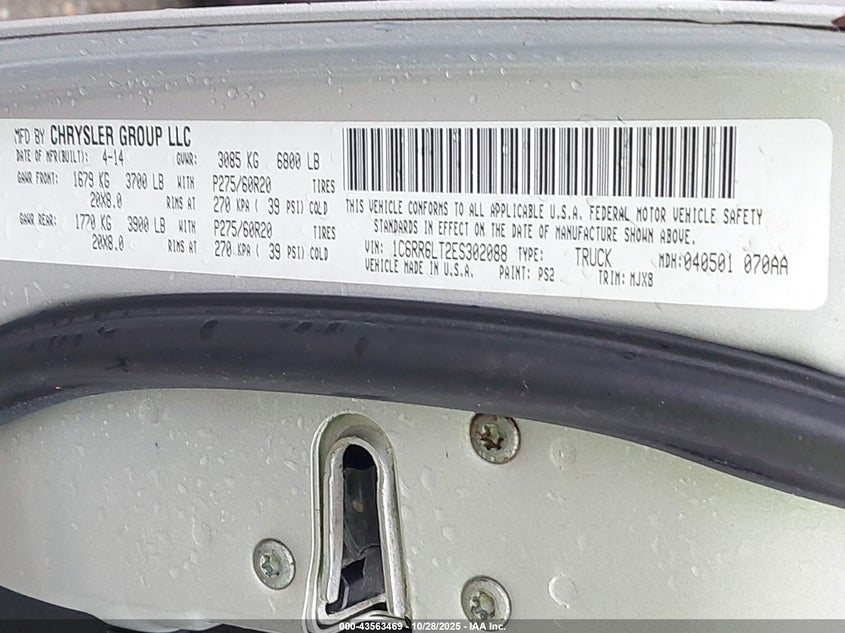 MFD BY CHRYSLER GROUP LLC
DATE OF MFR(BUILT): 4-14 GVWR: 3085 KG 6800 LB
GAWR FRONT: 1679 KG 3700 LB WITH P275/60R20 TIRES
20X8.0 RIMS AT 270 KPA ( 39 PSI) COLD
GAWR REAR: 1770 KG 3900 LB WITH P275/60R20 TIRES
20X8.0 RIMS AT 270 KPA ( 39 PSI) COLD
THIS VEHICLE CONFORMS TO ALL APPLICABLE U.S.A. FEDERAL MOTOR VEHICLE SAFETY
STANDARDS IN EFFECT ON THE DATE OF MANUFACTURE SHOWN ABOVE.
VIN: 1C6RR6LT2ES302088 TYPE: TRUCK MDH:040501 070AA
VEHICLE MADE IN U.S.A. PAINT: PS2 TRIM: MJX8
000-43563469 - 10/28/2025 - IAA Inc.